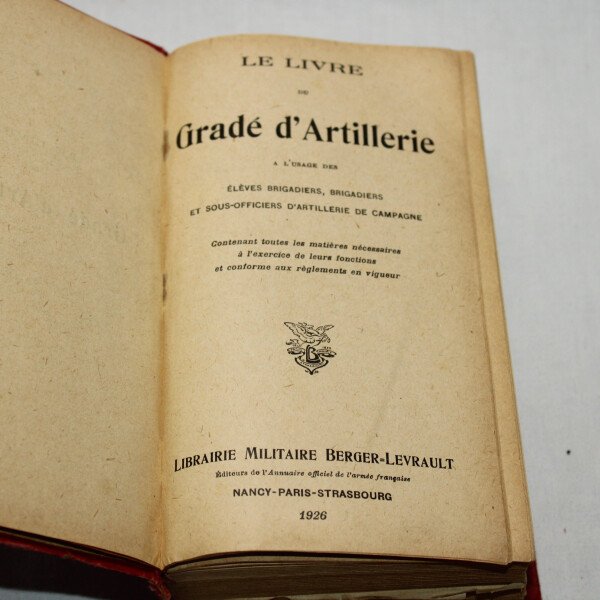 LE LIVRE
DU
Gradé d'Artillerie
A L'USAGE DES
ÉLÈVES BRIGADIERS, BRIGADIERS
ET SOUS-OFFICIERS D'ARTILLERIE DE CAMPAGNE
Contenant toutes les matières nécessaires
à l'exercice de leurs fonctions
et conforme aux règlements en vigueur
LIBRAIRIE MILITAIRE BERGER-LEVRAULT
Éditeurs de l'Annuaire officiel de l'armée française
NANCY-PARIS-STRASBOURG
1926